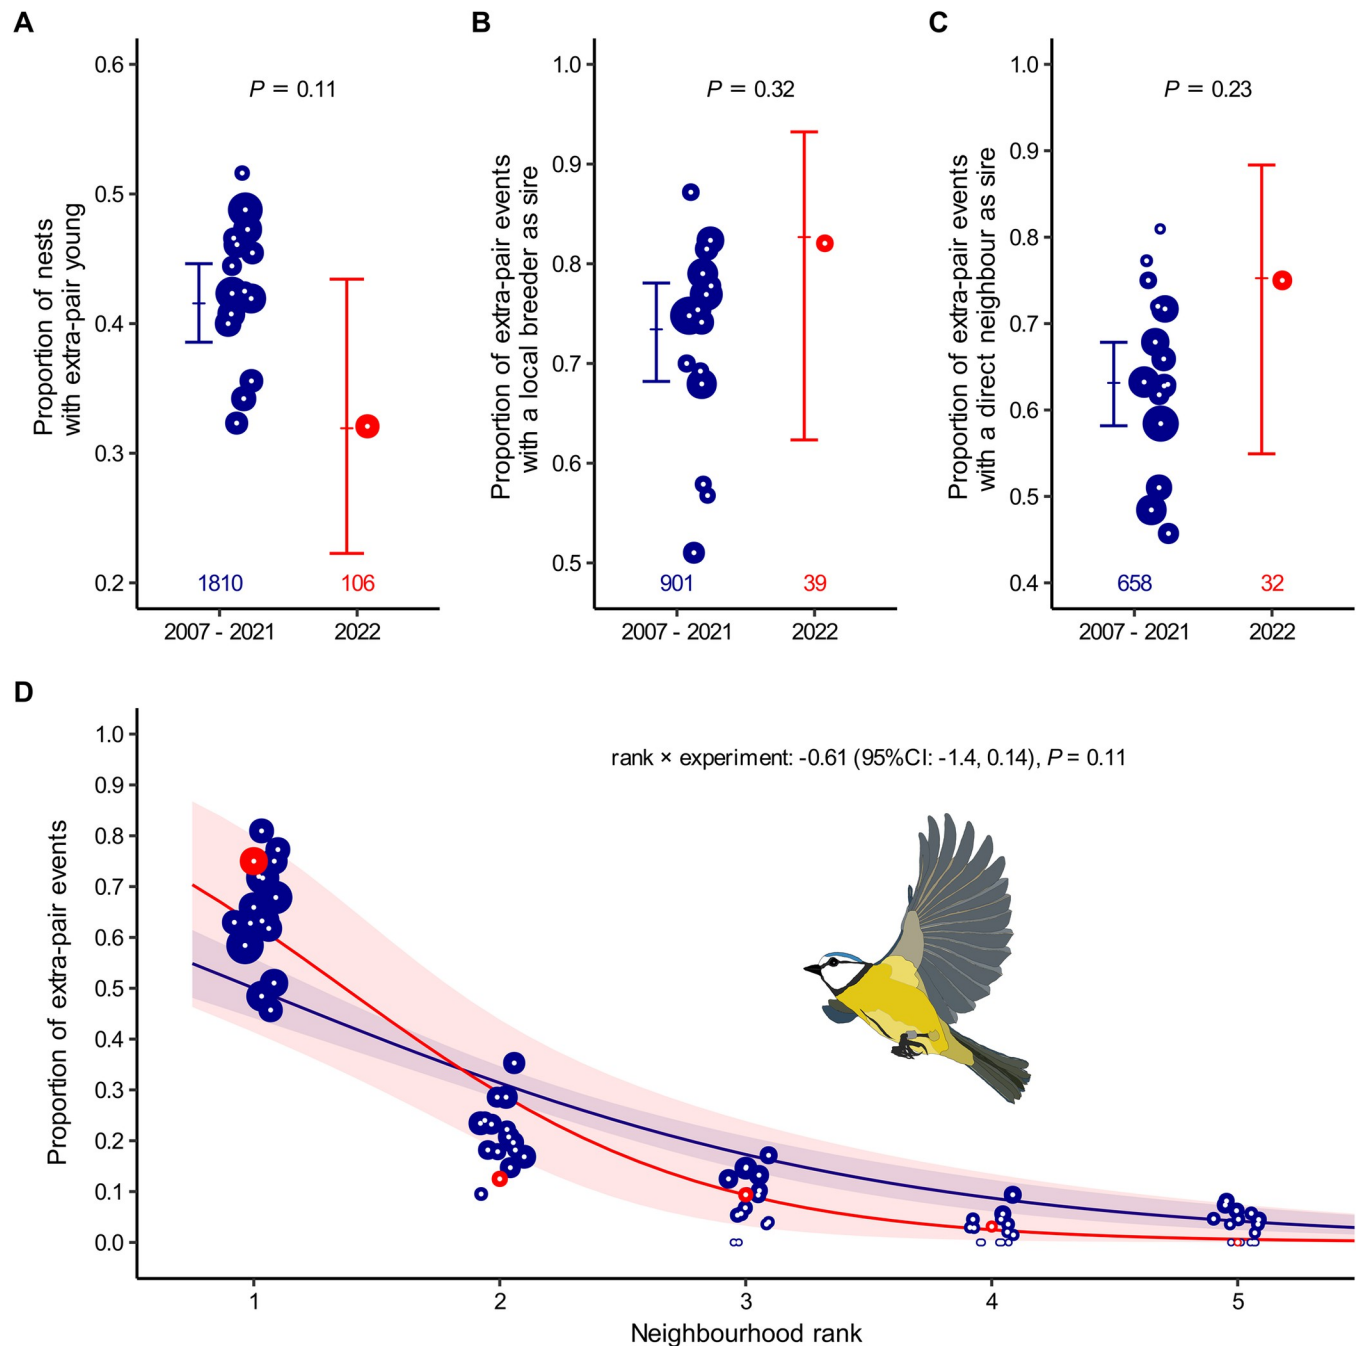 A
B
C
P = 0.11
P = 0.32
P = 0.23
Proportion of nests
with extra-pair young
0.6
0.5
0.4
0.3
0.2
1810
106
2007 - 2021
2022
Proportion of extra-pair events
with a local breeder as sire
1.0
0.9
0.8
0.7
0.6
0.5
901
39
2007 - 2021
2022
Proportion of extra-pair events
with a direct neighbour as sire
1.0
0.9
0.8
0.7
0.6
0.5
0.4
658
32
2007 - 2021
2022
D
rank × experiment: -0.61 (95%CI: -1.4, 0.14), P = 0.11
Proportion of extra-pair events
1.0
0.9
0.8
0.7
0.6
0.5
0.4
0.3
0.2
0.1
0.0
1
2
3
4
5
Neighbourhood rank